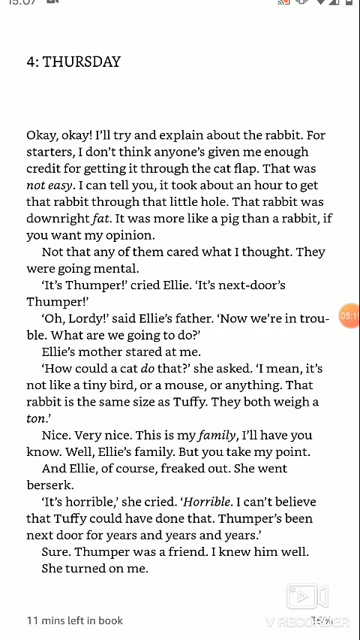 15:07
4: THURSDAY
Okay, okay! I'll try and explain about the rabbit. For
starters, I don't think anyone's given me enough
credit for getting it through the cat flap. That was
not easy. I can tell you, it took about an hour to get
that rabbit through that little hole. That rabbit was
downright fat. It was more like a pig than a rabbit, if
you want my opinion.
Not that any of them cared what I thought. They
were going mental.
‘It's Thumper!’ cried Ellie. ‘It's next-door's
Thumper!’
‘Oh, Lordy!’ said Ellie's father. ‘Now we're in trou-
ble. What are we going to do?’
Ellie's mother stared at me.
‘How could a cat do that?’ she asked. ‘I mean, it's
not like a tiny bird, or a mouse, or anything. That
rabbit is the same size as Tuffy. They both weigh a
ton.’
Nice. Very nice. This is my family, I'll have you
know. Well, Ellie's family. But you take my point.
And Ellie, of course, freaked out. She went
berserk.
‘It's horrible,’ she cried. ‘Horrible. I can't believe
that Tuffy could have done that. Thumper's been
next door for years and years and years.’
Sure. Thumper was a friend. I knew him well.
She turned on me.
11 mins left in book
V RECORDER